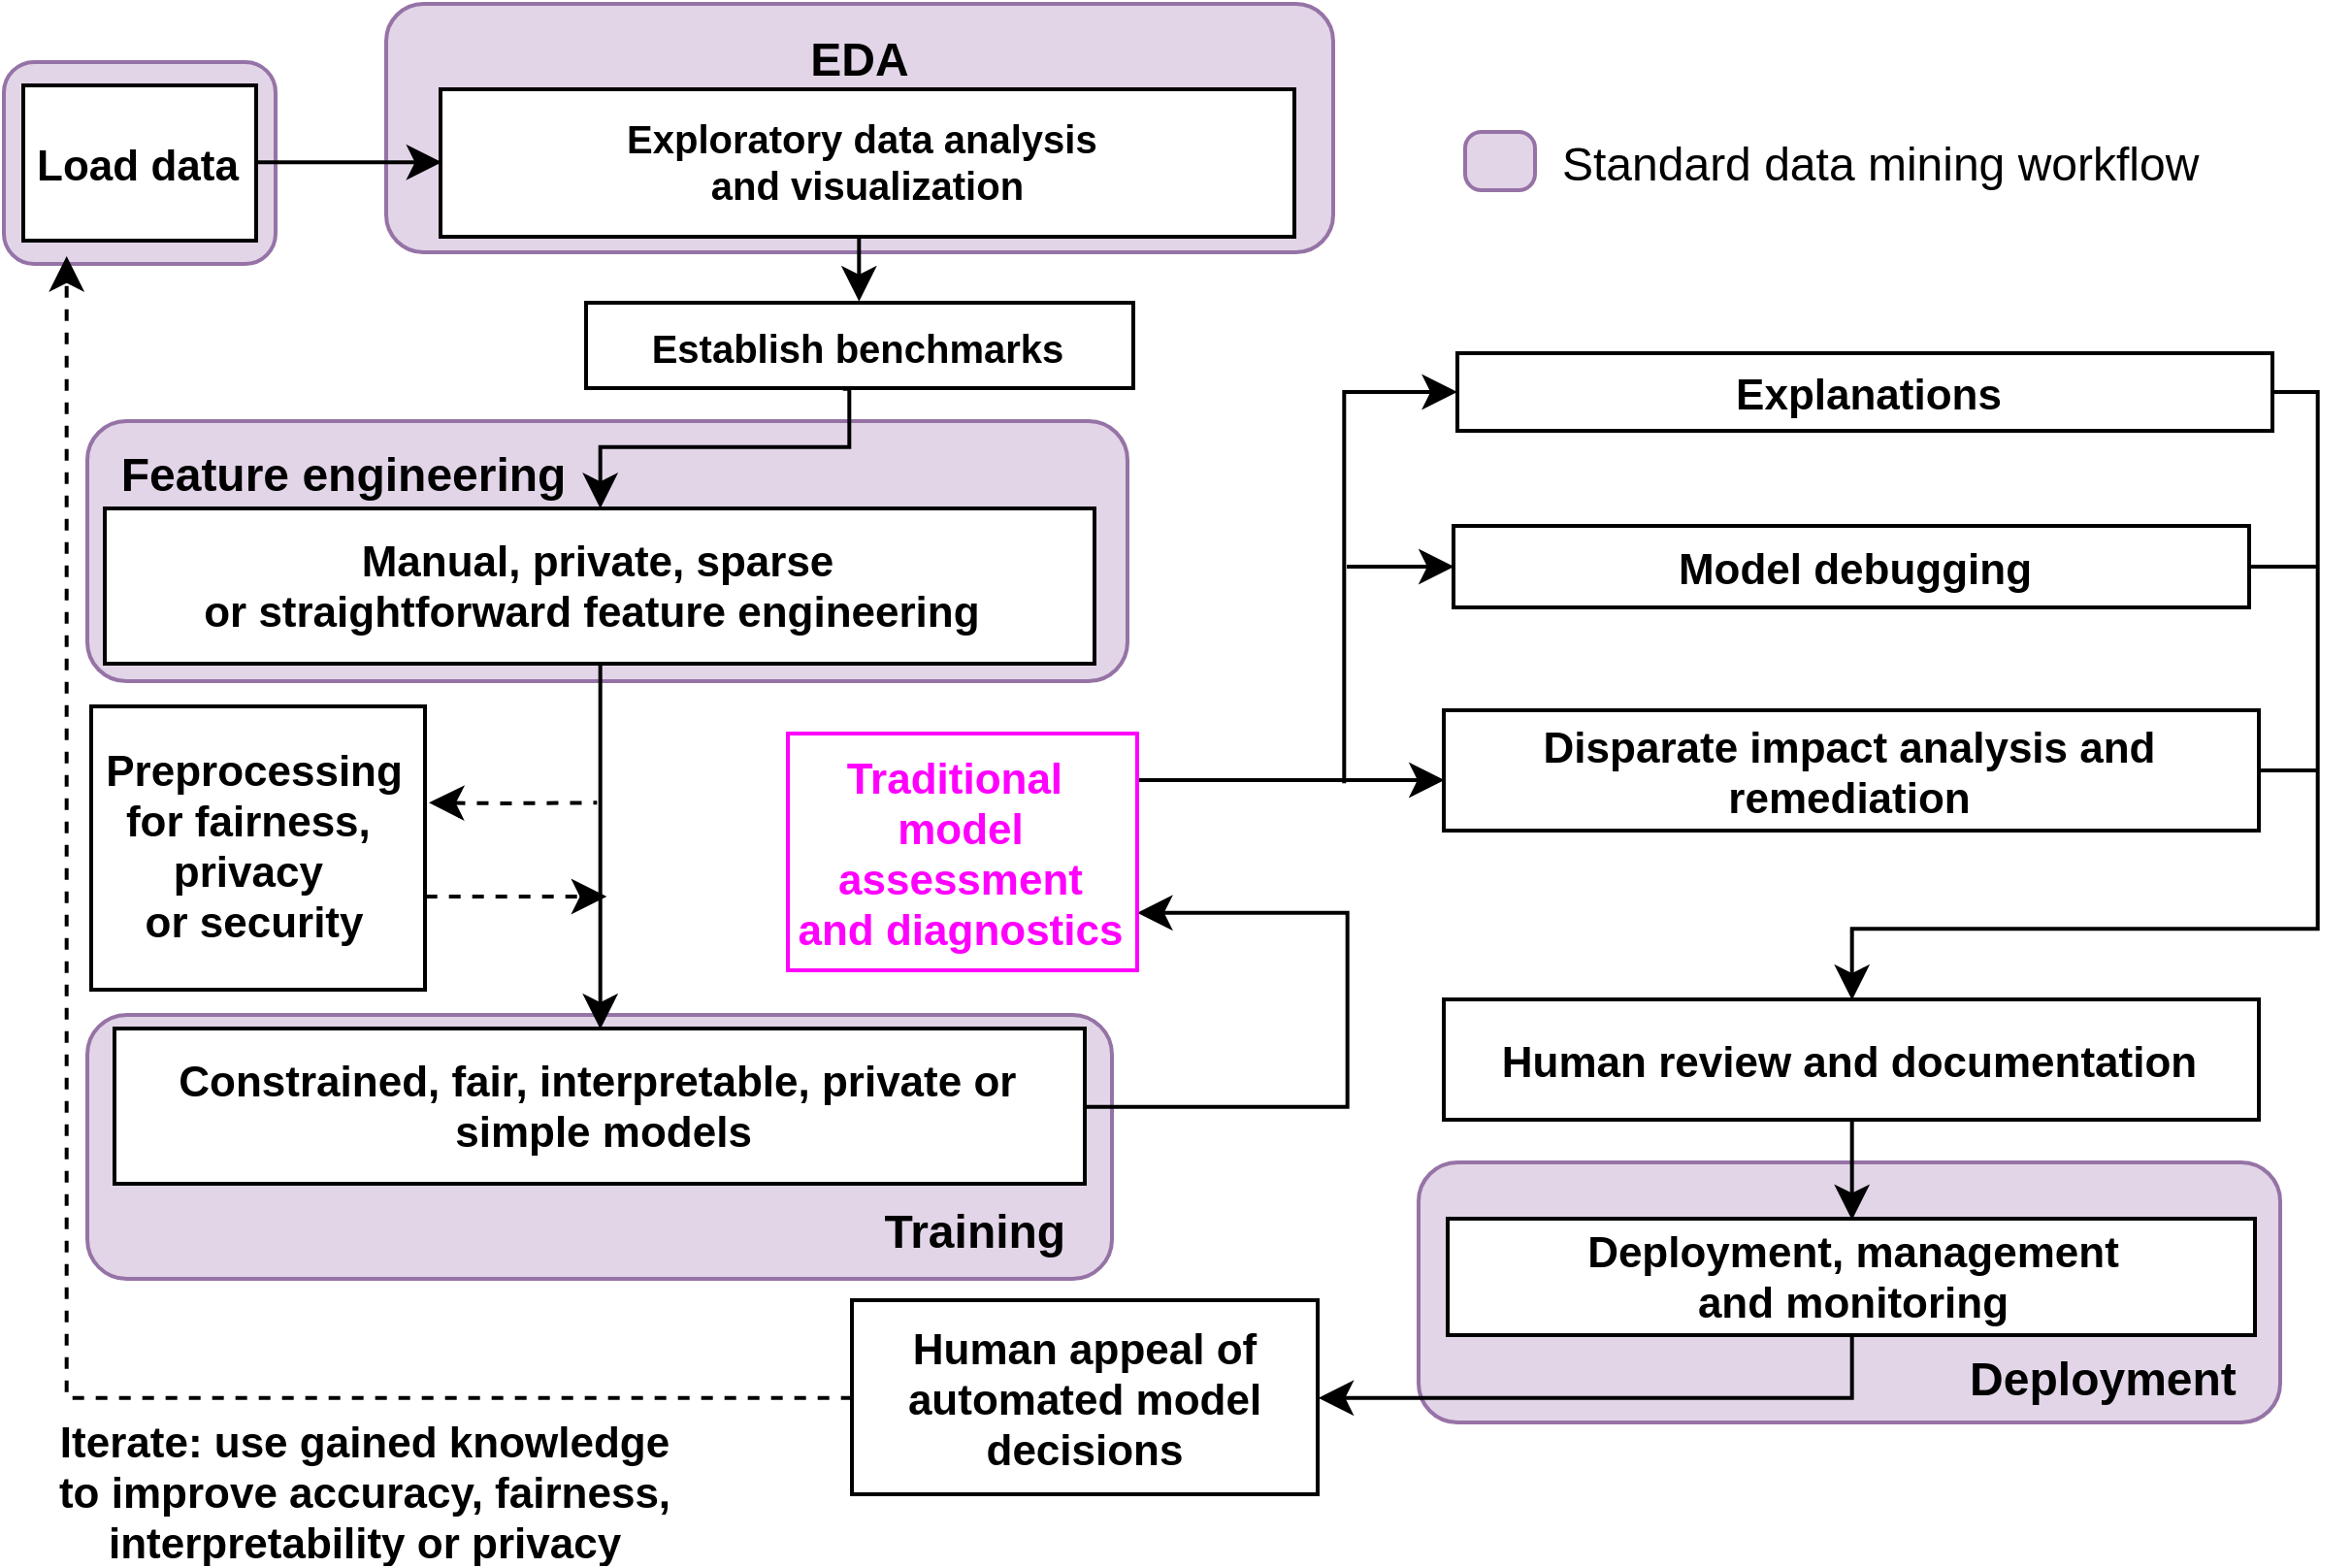 EDA
Load data
Exploratory data analysis
and visualization
Standard data mining workflow
Establish benchmarks
Explanations
Feature engineering
Manual, private, sparse
or straightforward feature engineering
Model debugging
Preprocessing
for fairness,
privacy
or security
Traditional
model
assessment
and diagnostics
Disparate impact analysis and
remediation
Constrained, fair, interpretable, private or
simple models
Training
Human review and documentation
Deployment, management
and monitoring
Deployment
Human appeal of
automated model
decisions
Iterate: use gained knowledge
to improve accuracy, fairness,
interpretability or privacy